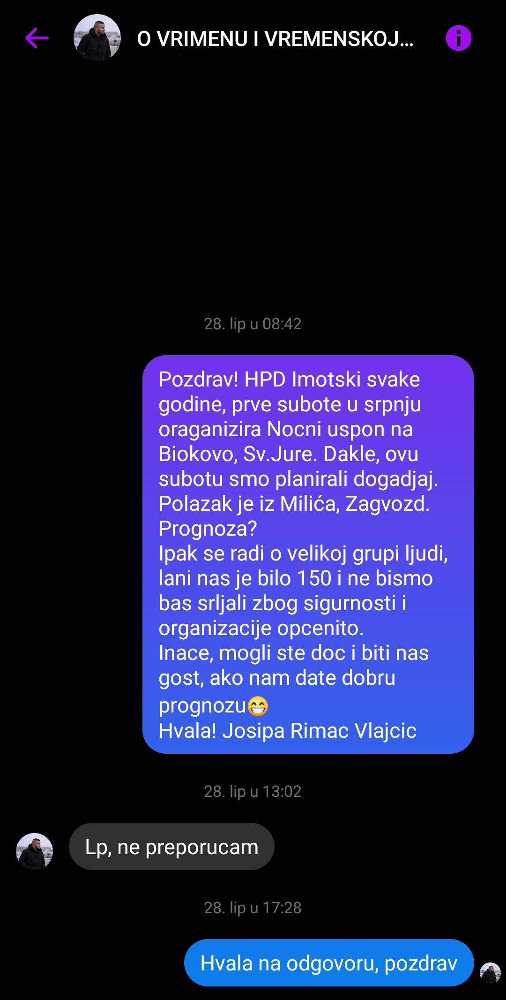 O VRIMENU I VREMENSKOJ...
28. lip u 08:42
Pozdrav! HPD Imotski svake
godine, prve subote u srpnju
oraganizira Nocni uspon na
Biokovo, Sv.Jure. Dakle, ovu
subotu smo planirali dogadjaj.
Polazak je iz Milića, Zagvozd.
Prognoza?
Ipak se radi o velikoj grupi ljudi,
lani nas je bilo 150 i ne bismo
bas srljali zbog sigurnosti i
organizacije opcenito.
Inace, mogli ste doc i biti nas
gost, ako nam date dobru
prognozu😁
Hvala! Josipa Rimac Vlajcic
28. lip u 13:02
Lp, ne preporucam
28. lip u 17:28
Hvala na odgovoru, pozdrav